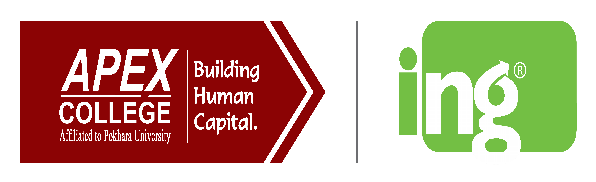 APEX
COLLEGE
Affiliated to Pokhara University
Building
Human
Capital.
ing®